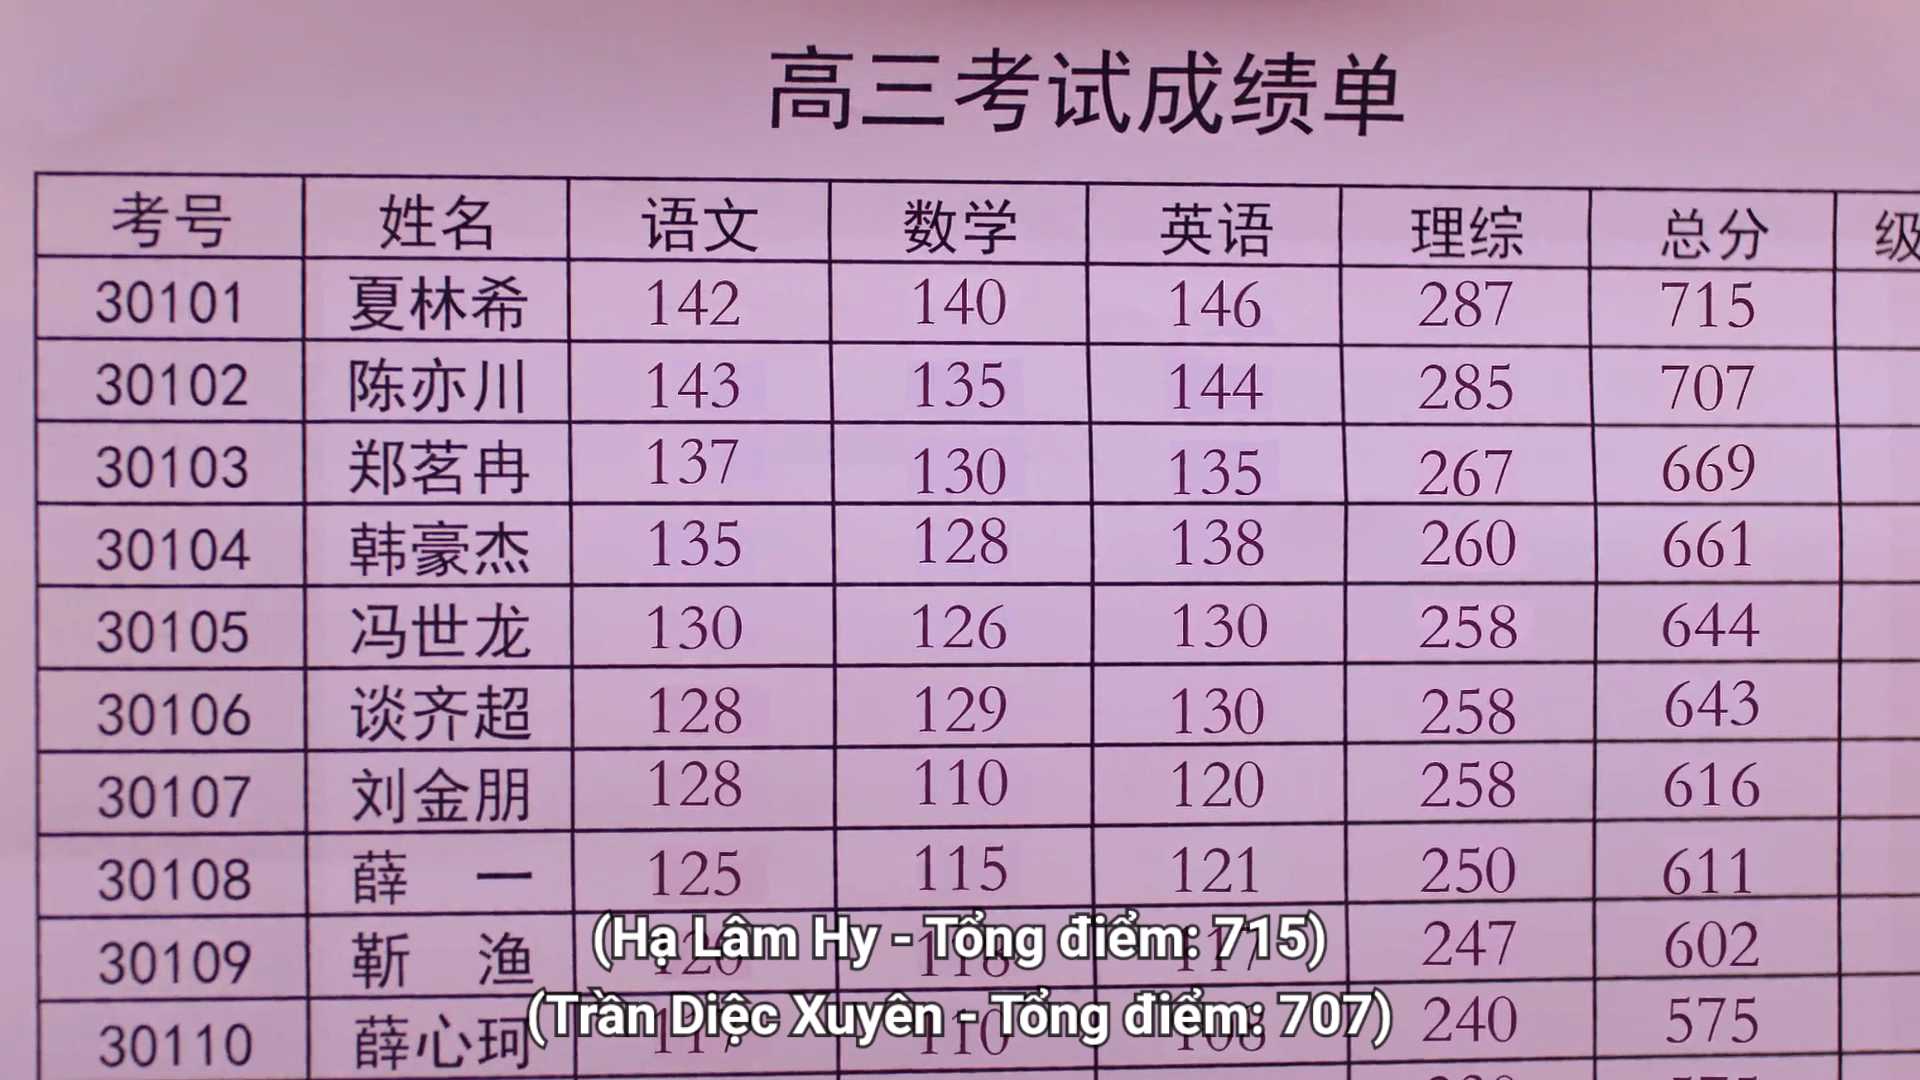 高三考试成绩单
考号 姓名 语文 数学 英语 理综 总分 级
30101 夏林希 142 140 146 287 715
30102 陈亦川 143 135 144 285 707
30103 郑茗冉 137 130 135 267 669
30104 韩豪杰 135 128 138 260 661
30105 冯世龙 130 126 130 258 644
30106 谈齐超 128 129 130 258 643
30107 刘金朋 128 110 120 258 616
30108 薛一 125 115 121 250 611
30109 靳渔 120 118 117 247 602
(Hạ Lâm Hy - Tổng điểm: 715)
30110 薛心珂 117 110 108 240 575
(Trần Diệc Xuyên - Tổng điểm: 707)